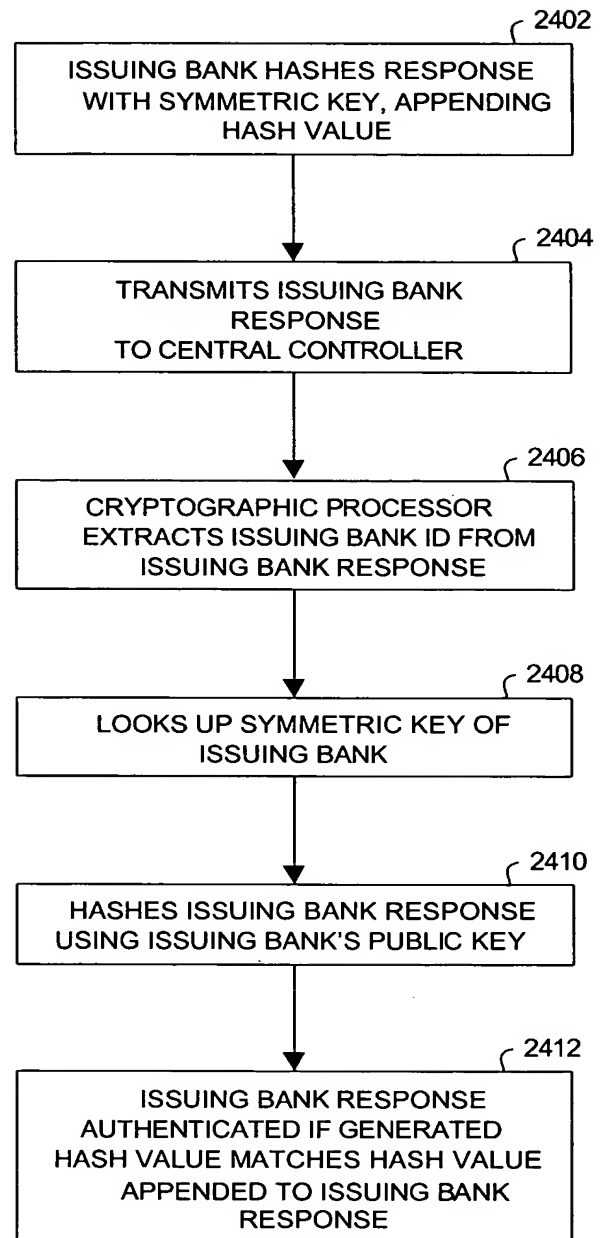 2402
ISSUING BANK HASHES RESPONSE
WITH SYMMETRIC KEY, APPENDING
HASH VALUE
2404
TRANSMITS ISSUING BANK
RESPONSE
TO CENTRAL CONTROLLER
2406
CRYPTOGRAPHIC PROCESSOR
EXTRACTS ISSUING BANK ID FROM
ISSUING BANK RESPONSE
2408
LOOKS UP SYMMETRIC KEY OF
ISSUING BANK
2410
HASHES ISSUING BANK RESPONSE
USING ISSUING BANK'S PUBLIC KEY
2412
ISSUING BANK RESPONSE
AUTHENTICATED IF GENERATED
HASH VALUE MATCHES HASH VALUE
APPENDED TO ISSUING BANK
RESPONSE